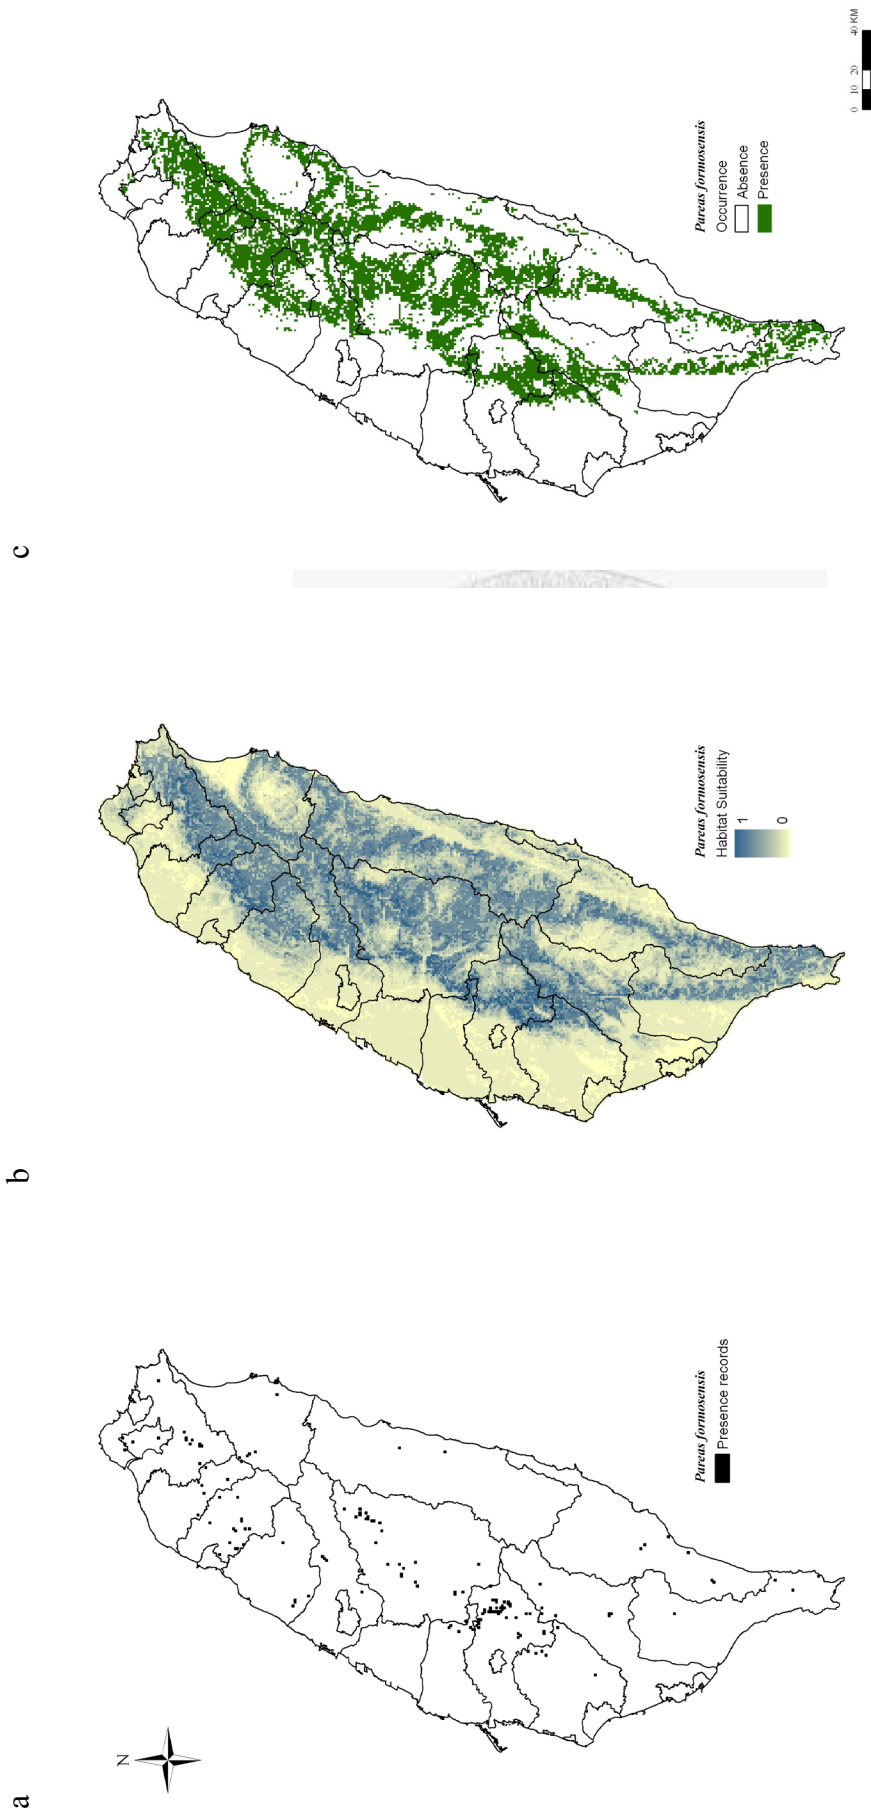 a
N
Pareas formosensis
Presence records
b
Pareas formosensis
Habitat Suitability
1
0
c
Pareas formosensis
Occurrence
Absence
Presence
0 10 20 40 KM